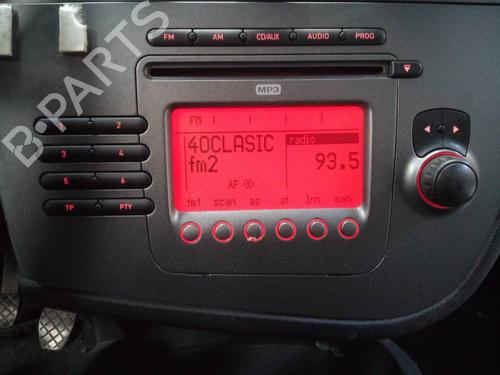 FM AM CD/AUX AUDIO PROG
MP3
2
3 4
5 6
TP PTY
FM
40CLASIC radio
fm2 93.5
AF
fm1 scan as af lrn man
B-PARTS